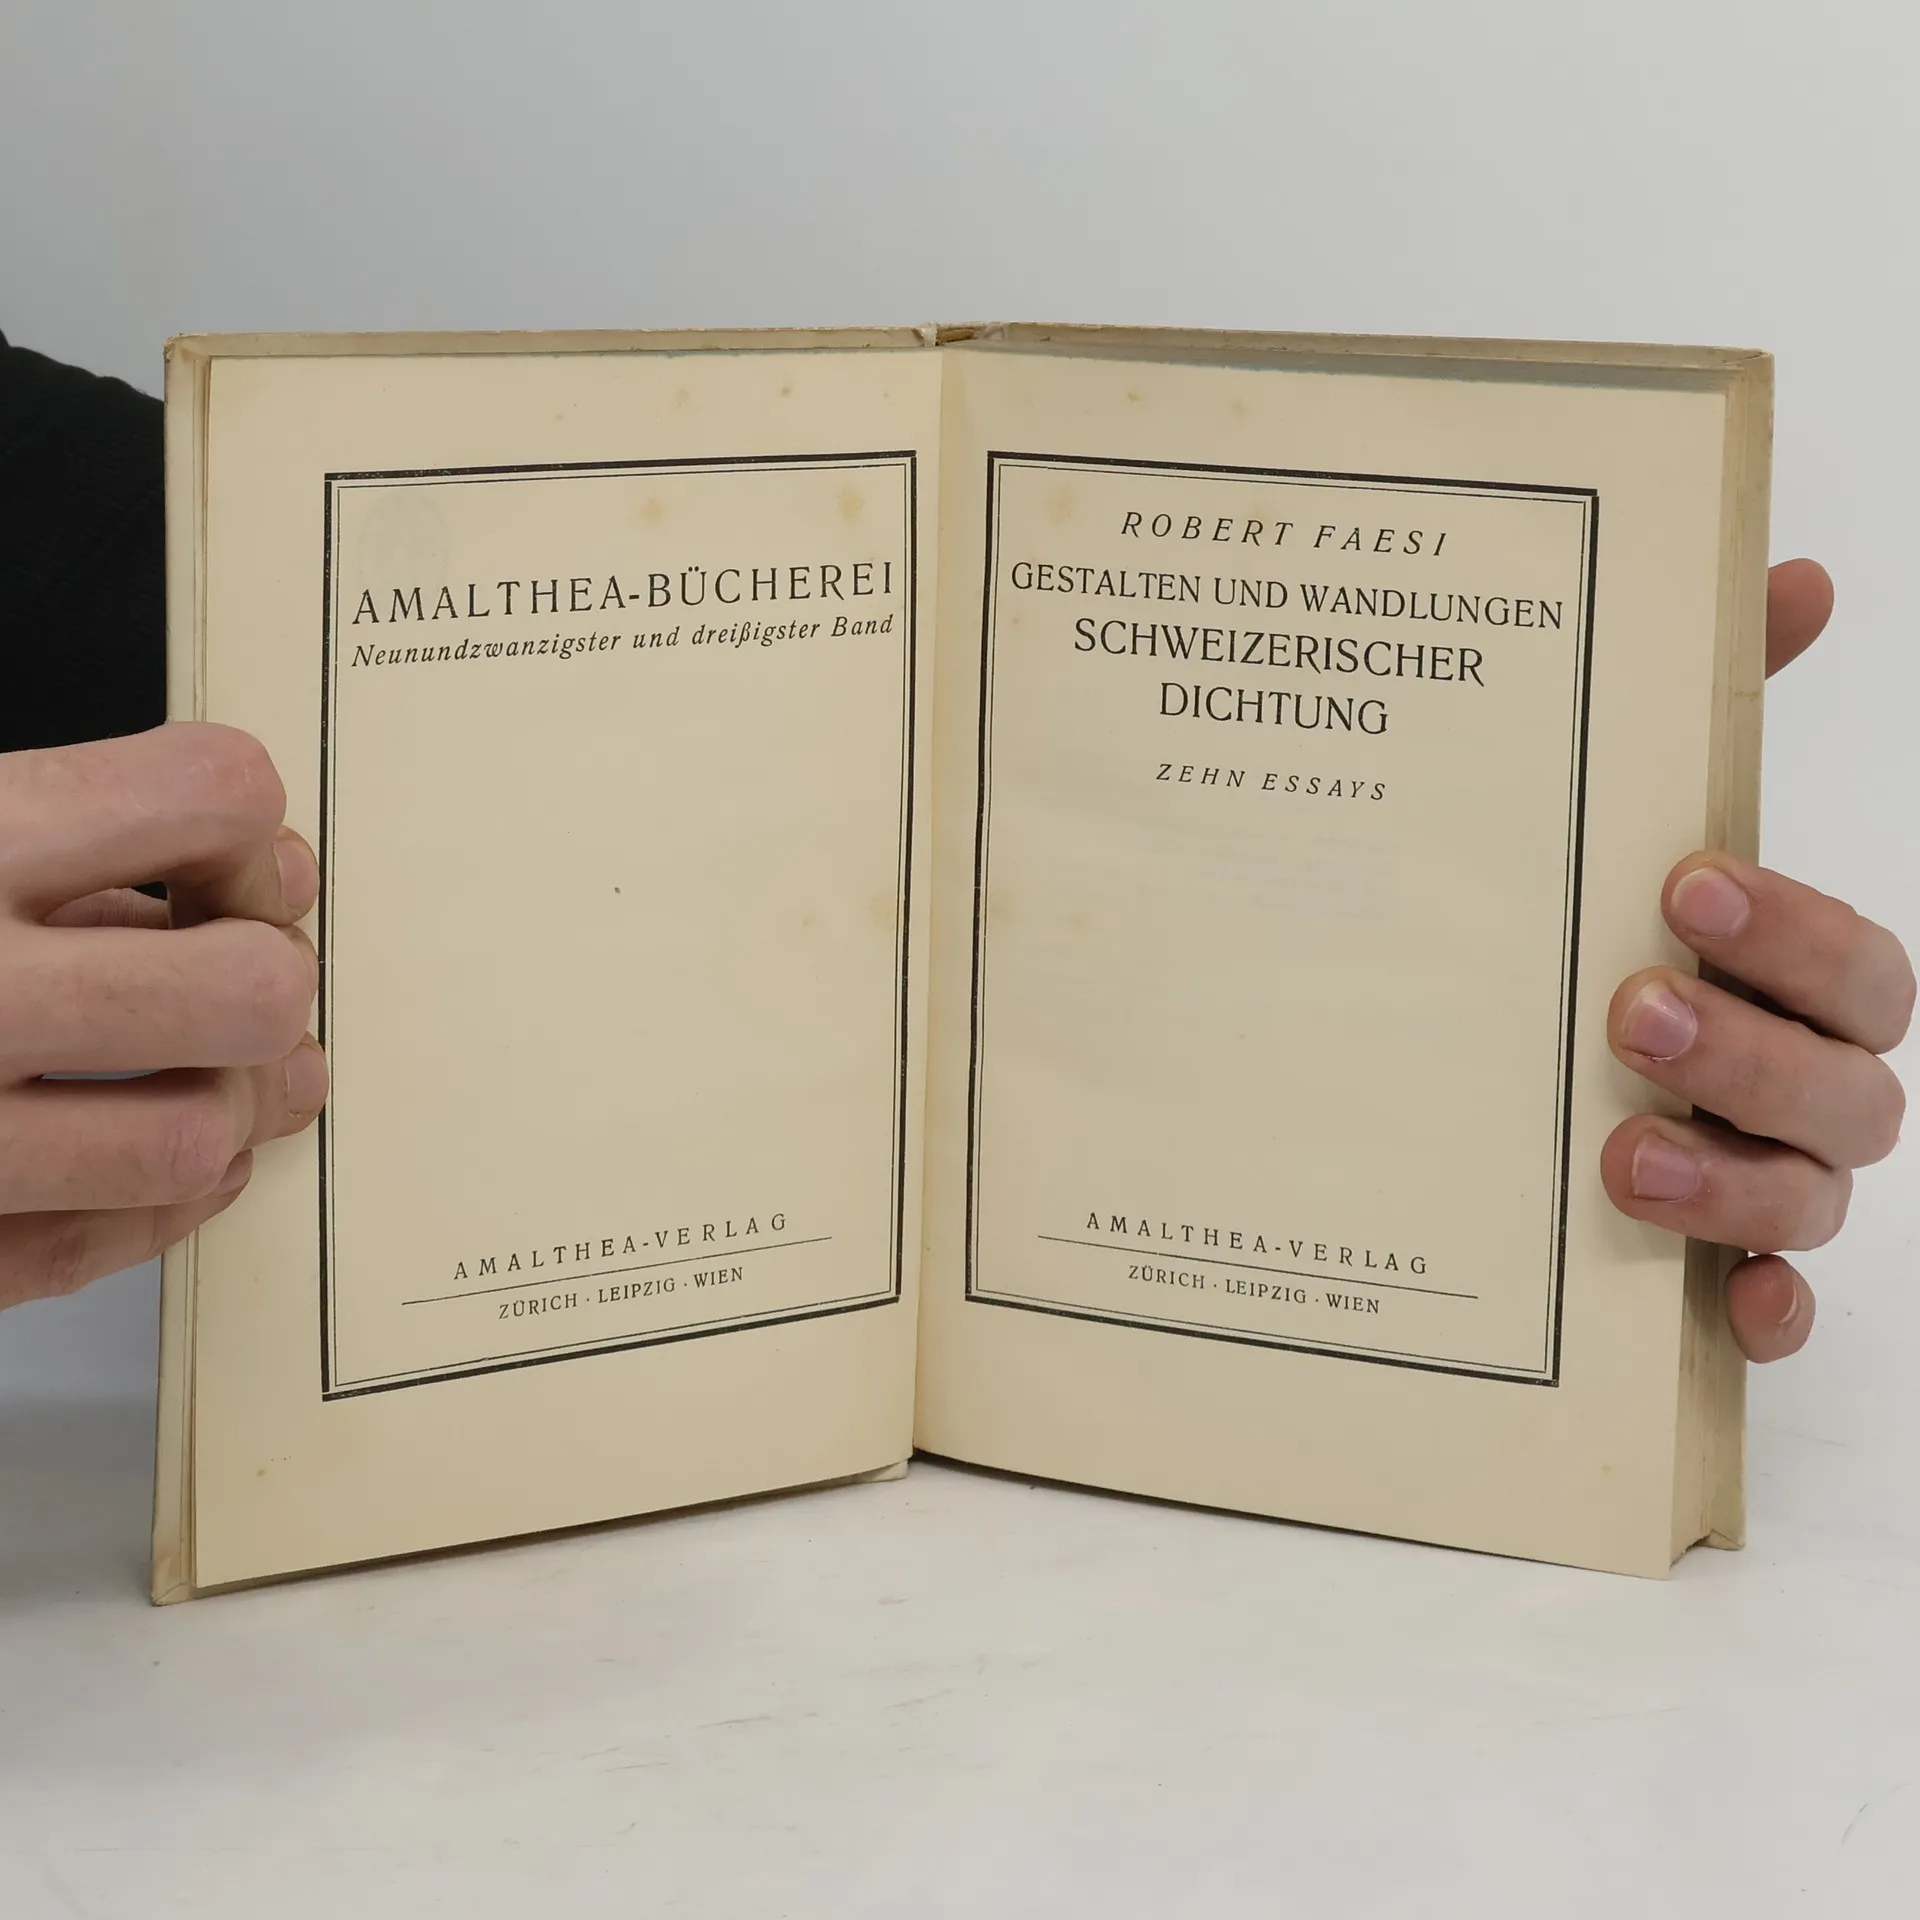 AMALTHEA-BÜCHEREI
Neunundzwanzigster und dreißigster Band
AMALTHEA-VERLAG
ZÜRICH · LEIPZIG · WIEN
ROBERT FAESI
GESTALTEN UND WANDLUNGEN
SCHWEIZERISCHER
DICHTUNG
ZEHN ESSAYS
AMALTHEA-VERLAG
ZÜRICH · LEIPZIG · WIEN